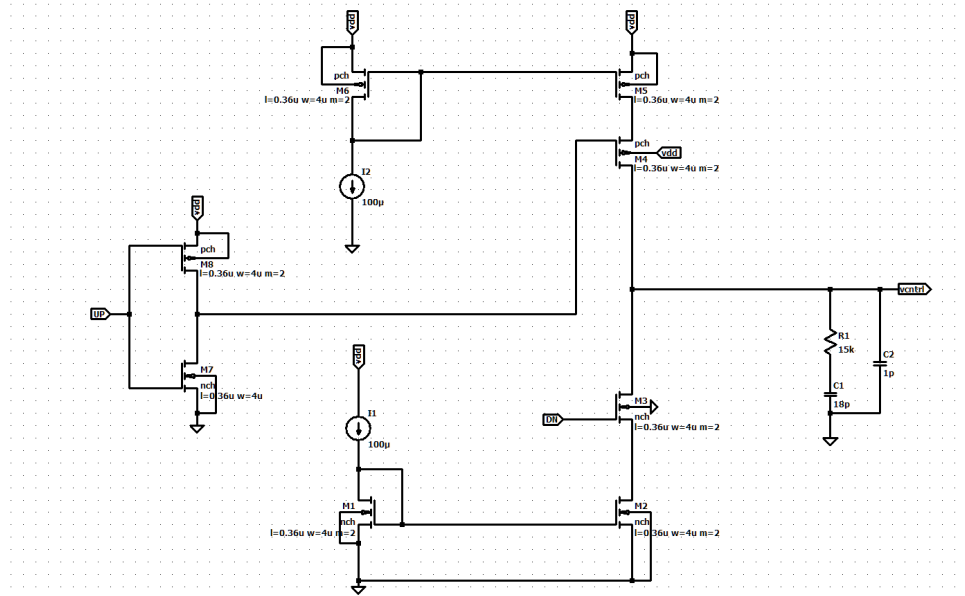 vdd
vdd
pch
M6
l=0.36u w=4u m=2
pch
M5
l=0.36u w=4u m=2
pch
vdd
M4
l=0.36u w=4u m=2
I2
100µ
vdd
pch
M8
l=0.36u w=4u m=2
vcntrl
UP
R1
15k
C2
1p
vdd
M7
nch
l=0.36u w=4u
C1
18p
M3
DN
nch
l=0.36u w=4u m=2
I1
100µ
M1
nch
l=0.36u w=4u m=2
M2
nch
l=0.36u w=4u m=2